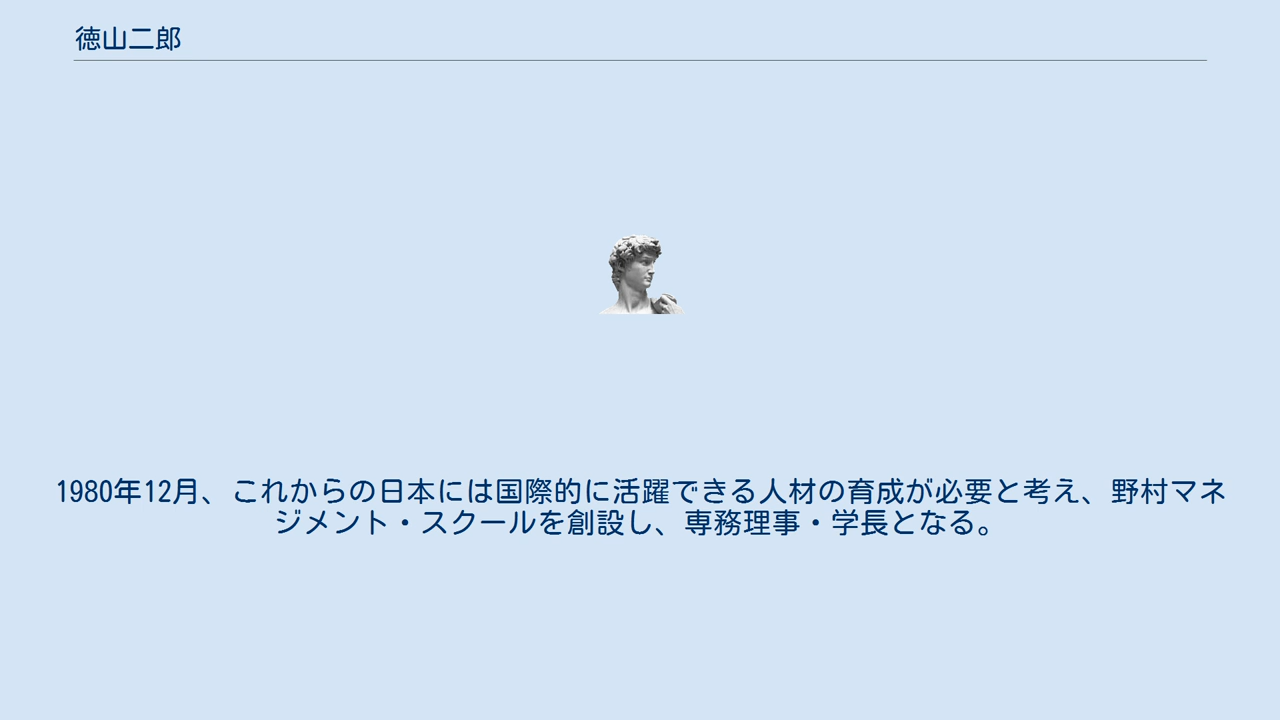 徳山二郎
1980年12月、これからの日本には国際的に活躍できる人材の育成が必要と考え、野村マネ
ジメント・スクールを創設し、専務理事・学長となる。